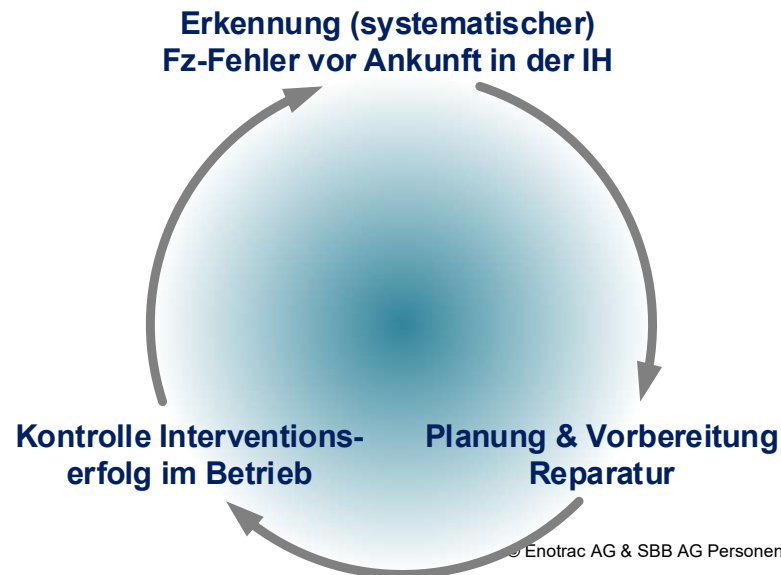 Erkennung (systematischer)
Fz-Fehler vor Ankunft in der IH
Kontrolle Interventions-
erfolg im Betrieb
Planung & Vorbereitung
Reparatur
Enotrac AG & SBB AG Personen